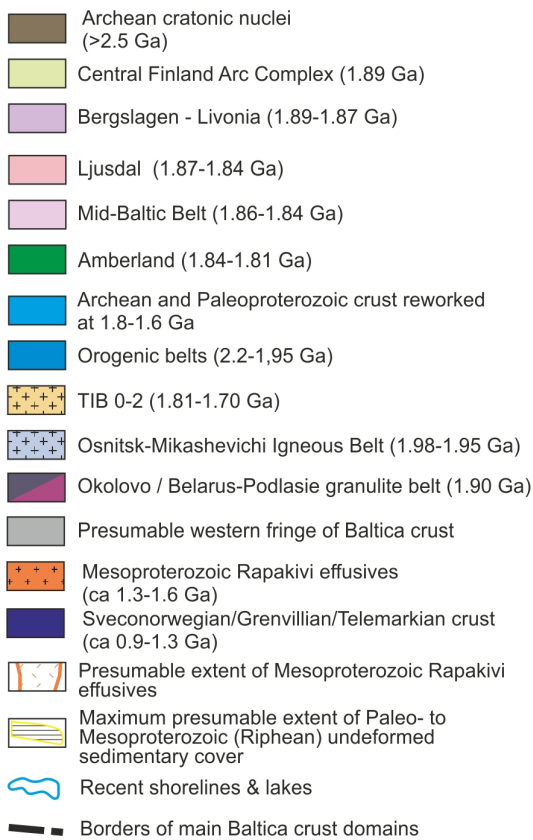 Archean cratonic nuclei
(>2.5 Ga)
Central Finland Arc Complex (1.89 Ga)
Bergslagen - Livonia (1.89-1.87 Ga)
Ljusdal (1.87-1.84 Ga)
Mid-Baltic Belt (1.86-1.84 Ga)
Amberland (1.84-1.81 Ga)
Archean and Paleoproterozoic crust reworked
at 1.8-1.6 Ga
Orogenic belts (2.2-1,95 Ga)
TIB 0-2 (1.81-1.70 Ga)
Osnitsk-Mikashevichi Igneous Belt (1.98-1.95 Ga)
Okolovo / Belarus-Podlasie granulite belt (1.90 Ga)
Presumable western fringe of Baltica crust
Mesoproterozoic Rapakivi effusives
(ca 1.3-1.6 Ga)
Sveconorwegian/Grenvillian/Telemarkian crust
(ca 0.9-1.3 Ga)
Presumable extent of Mesoproterozoic Rapakivi
effusives
Maximum presumable extent of Paleo- to
Mesoproterozoic (Riphean) undeformed
sedimentary cover
Recent shorelines & lakes
Borders of main Baltica crust domains